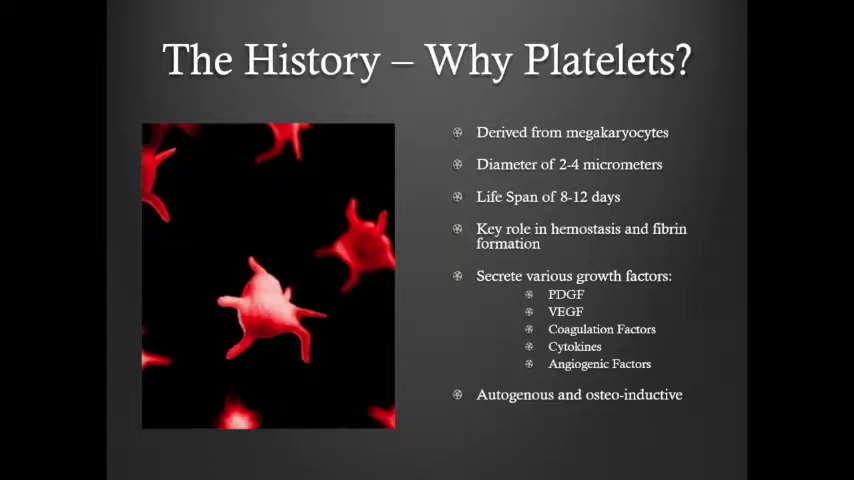 The History – Why Platelets?
Derived from megakaryocytes
Diameter of 2-4 micrometers
Life Span of 8-12 days
Key role in hemostasis and fibrin
formation
Secrete various growth factors:
PDGF
VEGF
Coagulation Factors
Cytokines
Angiogenic Factors
Autogenous and osteo-inductive